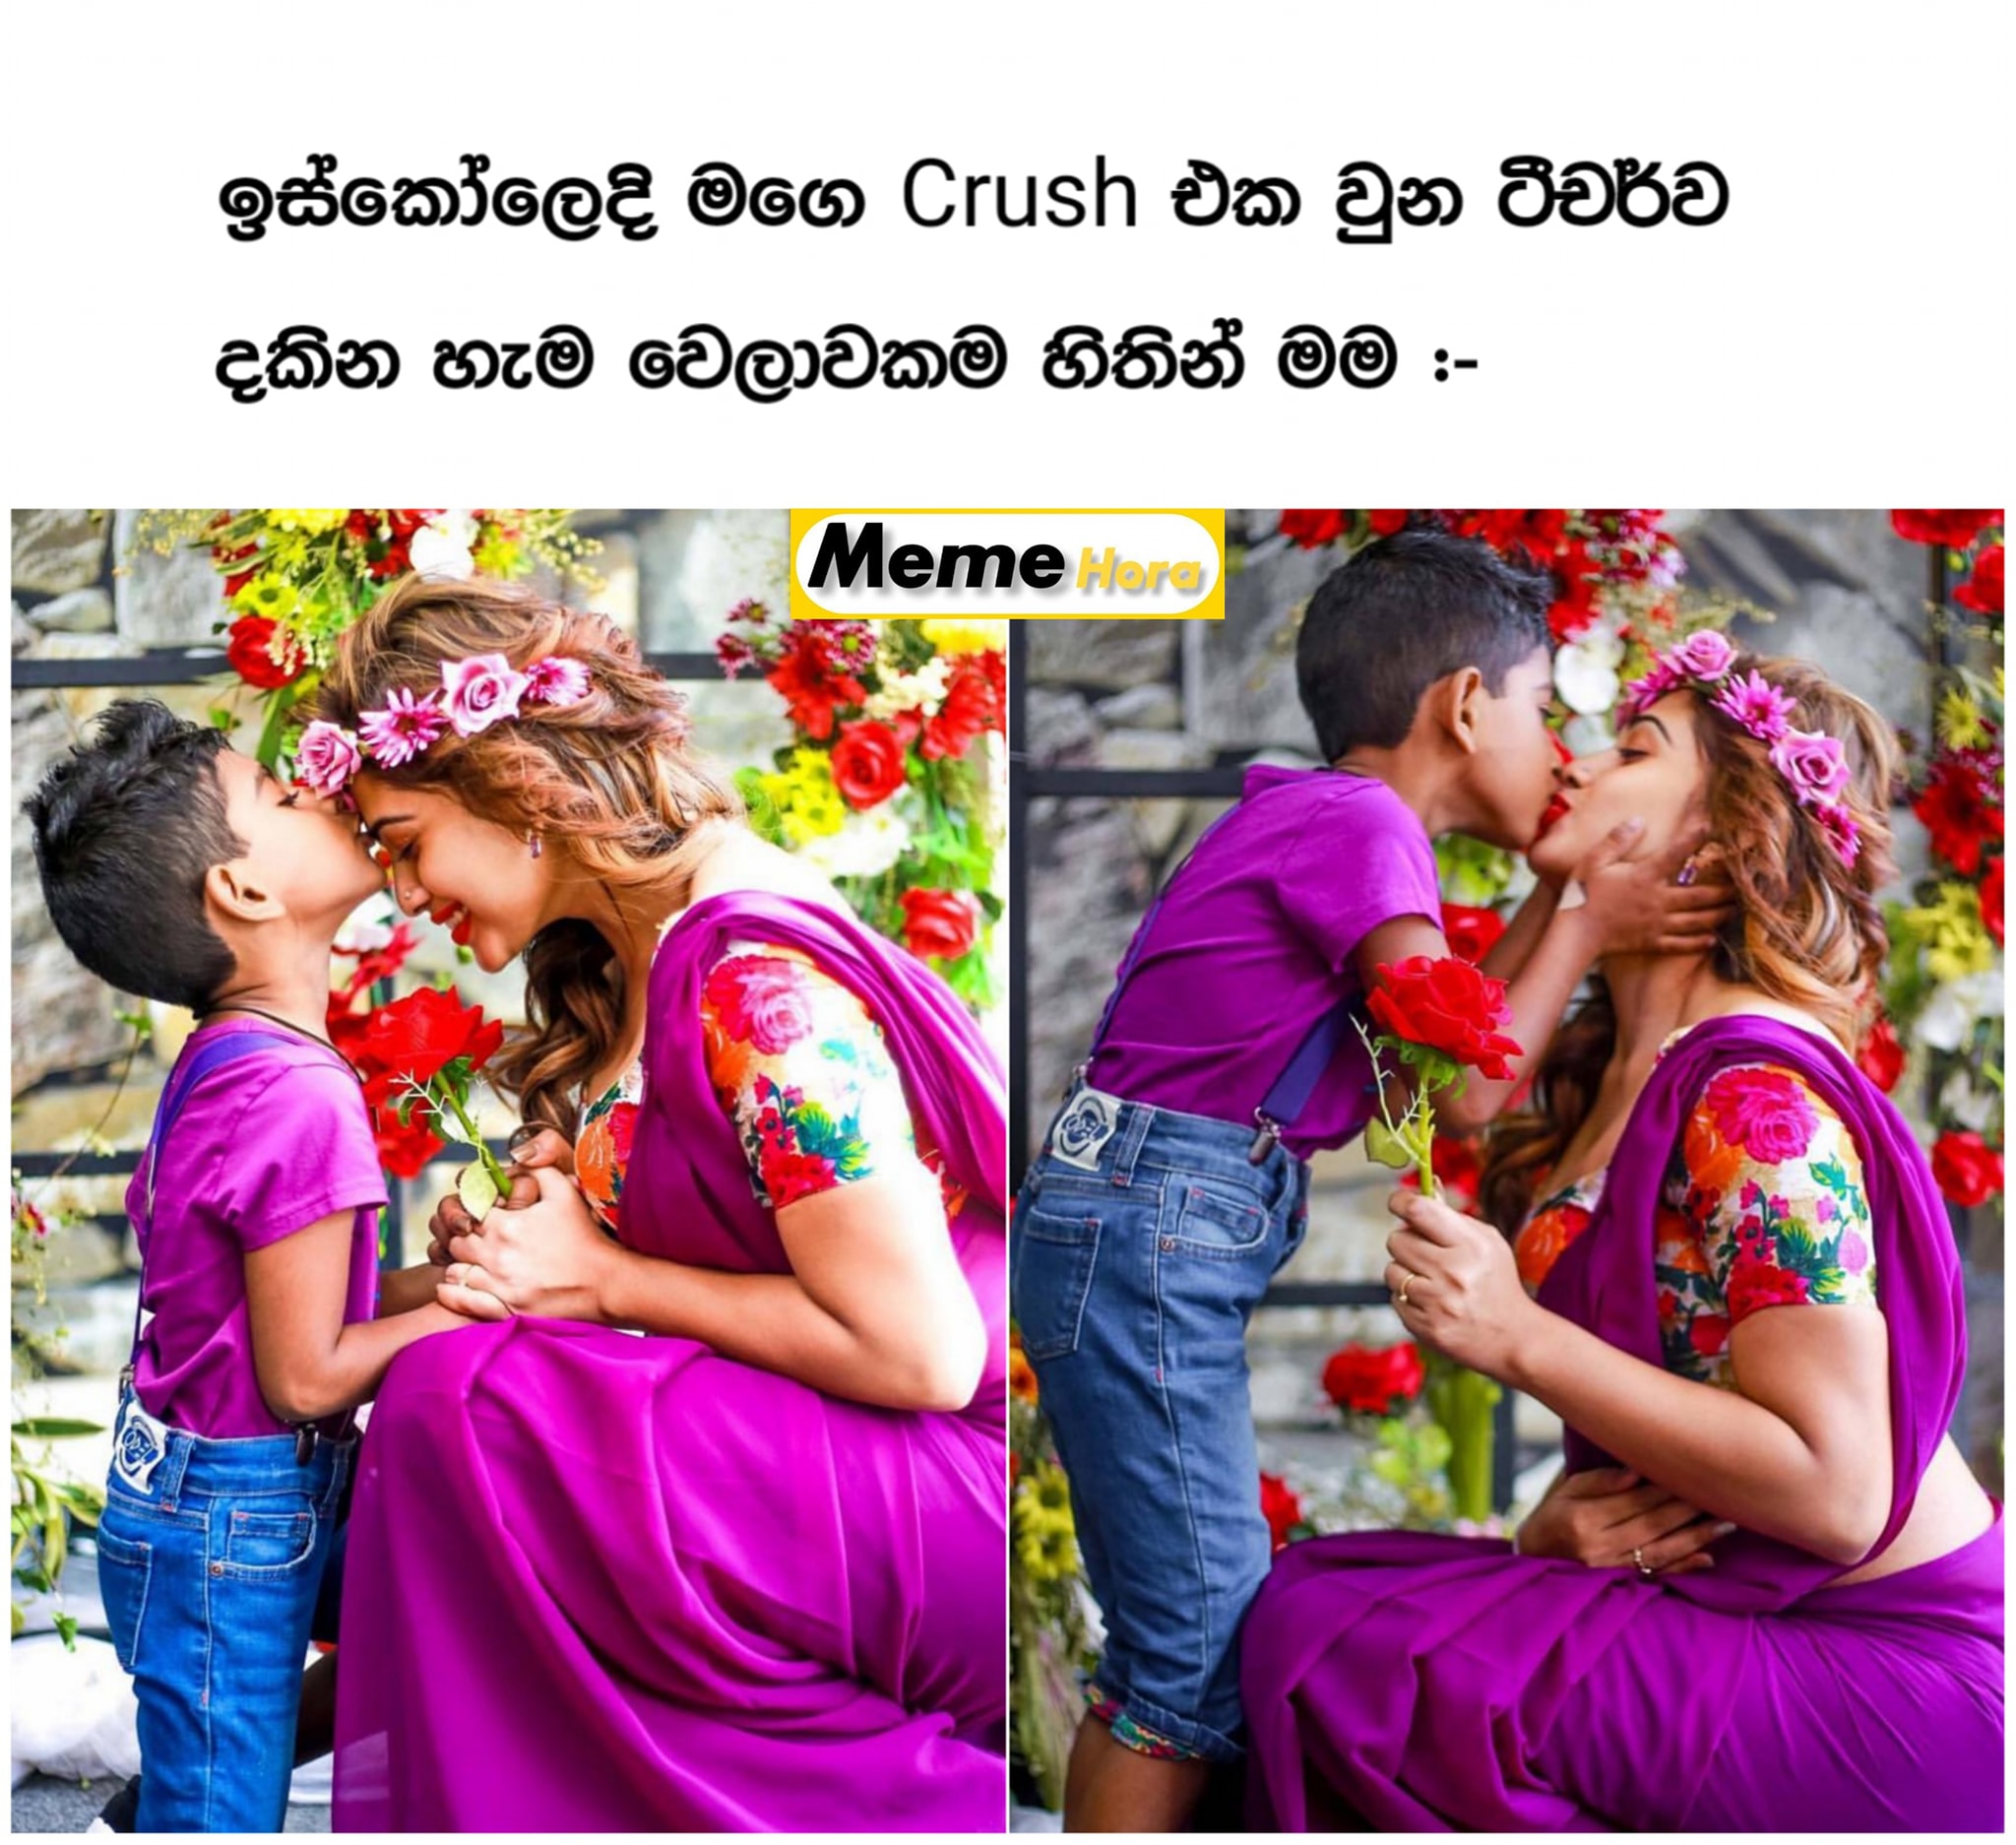 ඉස්කෝලෙදි මගෙ Crush එක වුන ටීචර්ව
දකින හැම වෙලාවකම හිතින් මම :-
Meme Hora